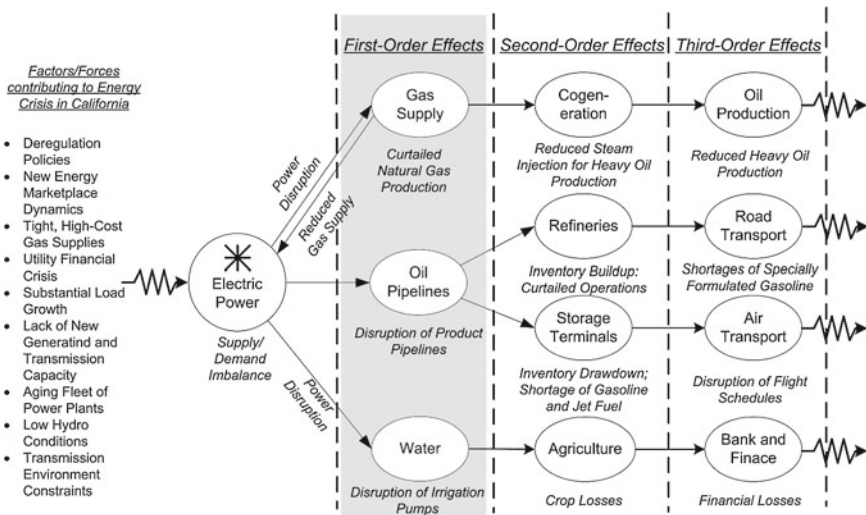 First-Order Effects
Second-Order Effects
Third-Order Effects
Factors/Forces
contributing to Energy
Crisis in California
• Deregulation
Policies
• New Energy
Marketplace
Dynamics
• Tight, High-Cost
Gas Supplies
• Utility Financial
Crisis
• Substantial Load
Growth
• Lack of New
Generatind and
Transmission
Capacity
• Aging Fleet of
Power Plants
• Low Hydro
Conditions
• Transmission
Environment
Constraints
Electric
Power
Supply/
Demand
Imbalance
Power
Disruption
Reduced
Gas Supply
Power
Disruption
Gas
Supply
Curtailed
Natural Gas
Production
Cogen-
eration
Reduced Steam
Injection for Heavy Oil
Production
Oil
Production
Reduced Heavy Oil
Production
Oil
Pipelines
Disruption of Product
Pipelines
Refineries
Inventory Buildup:
Curtailed Operations
Road
Transport
Shortages of Specially
Formulated Gasoline
Storage
Terminals
Inventory Drawdown;
Shortage of Gasoline
and Jet Fuel
Air
Transport
Disruption of Flight
Schedules
Water
Disruption of Irrigation
Pumps
Agriculture
Crop Losses
Bank and
Finace
Financial Losses